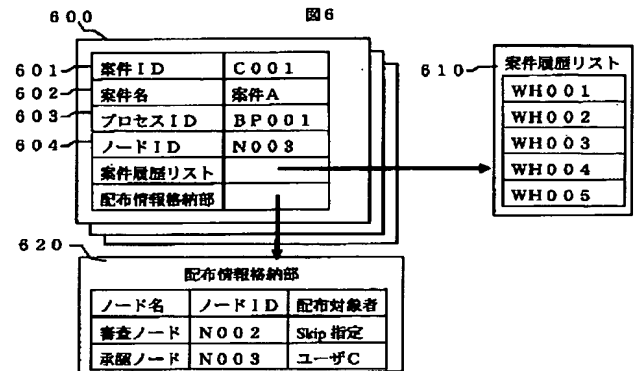 図6
600
601 案件ID C001
602 案件名 案件A
603 プロセスID BP001
604 ノードID N003
案件履歴リスト
配布情報格納部
610 案件履歴リスト
WH001
WH002
WH003
WH004
WH005
620
配布情報格納部
ノード名 ノードID 配布対象者
審査ノード N002 Skip指定
承認ノード N003 ユーザC